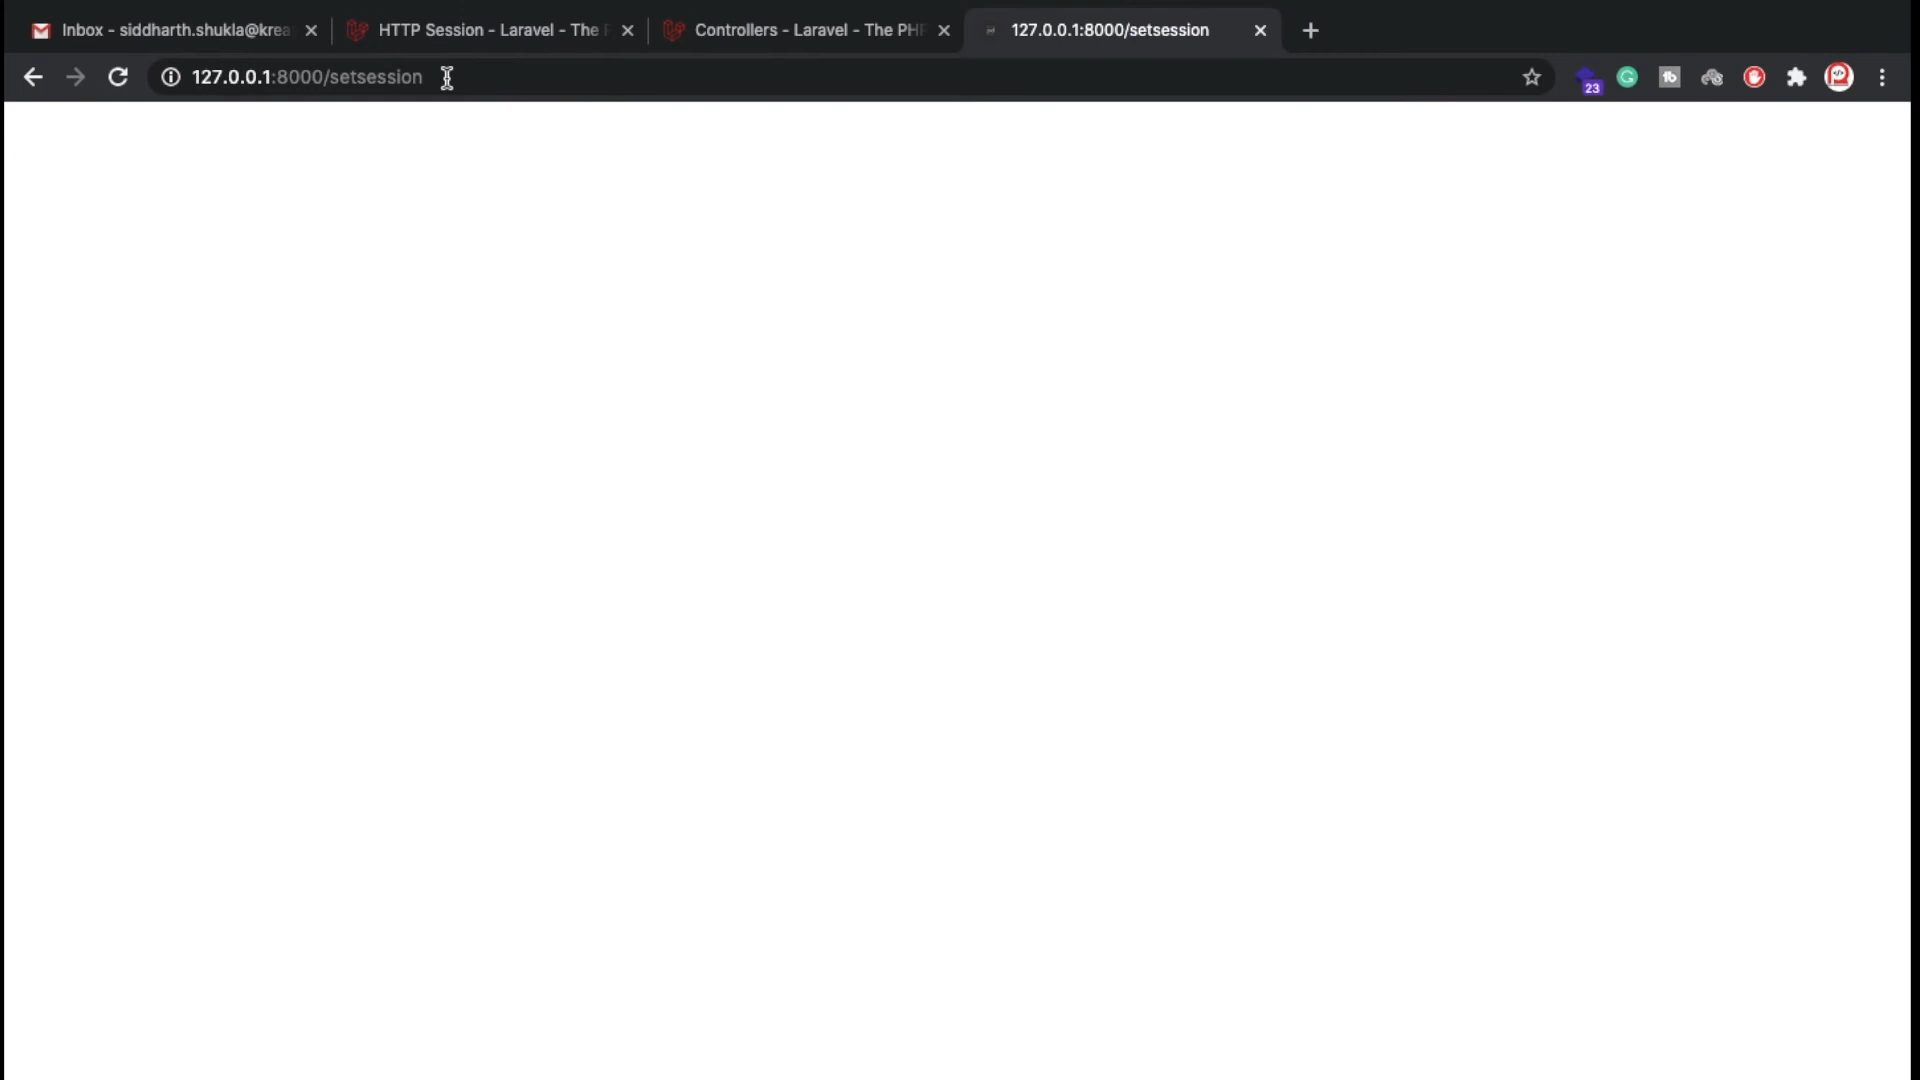 Inbox - siddharth.shukla@krea
HTTP Session - Laravel - The
Controllers - Laravel - The PH
127.0.0.1:8000/setsession
127.0.0.1:8000/setsession
23